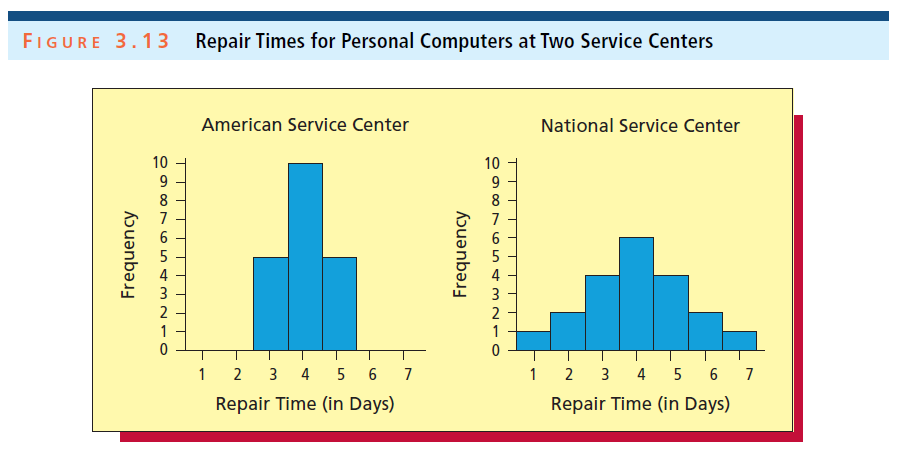 FIGURE 3.13 Repair Times for Personal Computers at Two Service Centers
American Service Center
10
9
8
7
6
5
4
3
2
1
0
Frequency
1 2 3 4 5 6 7
Repair Time (in Days)
National Service Center
10
9
8
7
6
5
4
3
2
1
0
Frequency
1 2 3 4 5 6 7
Repair Time (in Days)